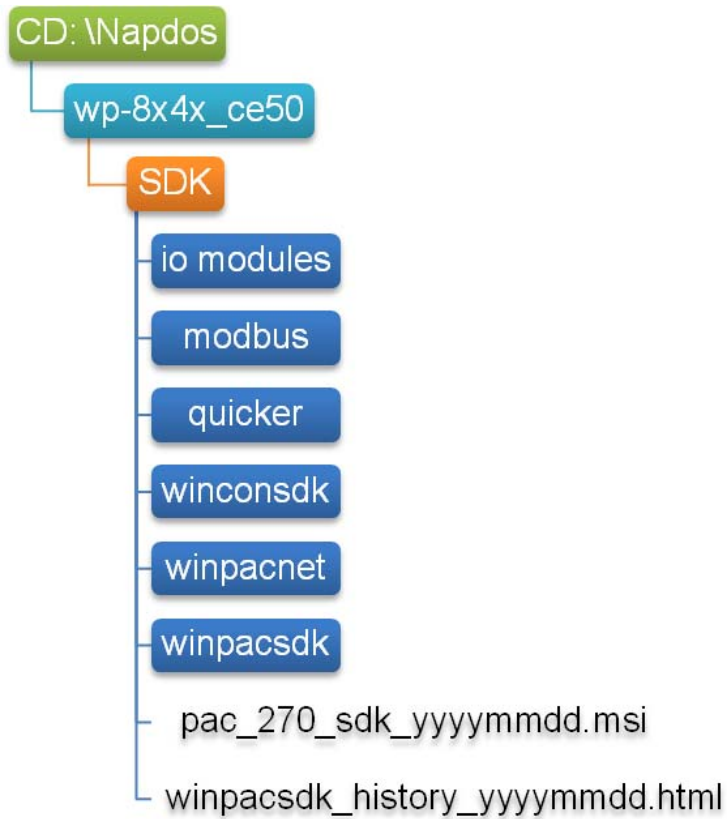 CD: \Napdos
wp-8x4x_ce50
SDK
io modules
modbus
quicker
winconsdk
winpacnet
winpacsdk
pac_270_sdk_yyyymmdd.msi
winpacsdk_history_yyyymmdd.html